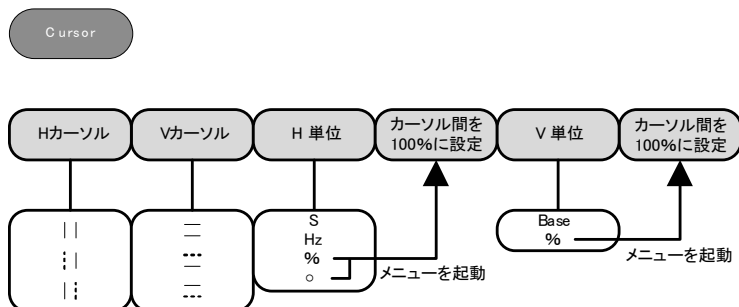 Cursor
Hカーソル
Vカーソル
H 単位
カーソル間を
100%に設定
V 単位
カーソル間を
100%に設定
S
Hz
%
○
メニューを起動
Base
%
メニューを起動